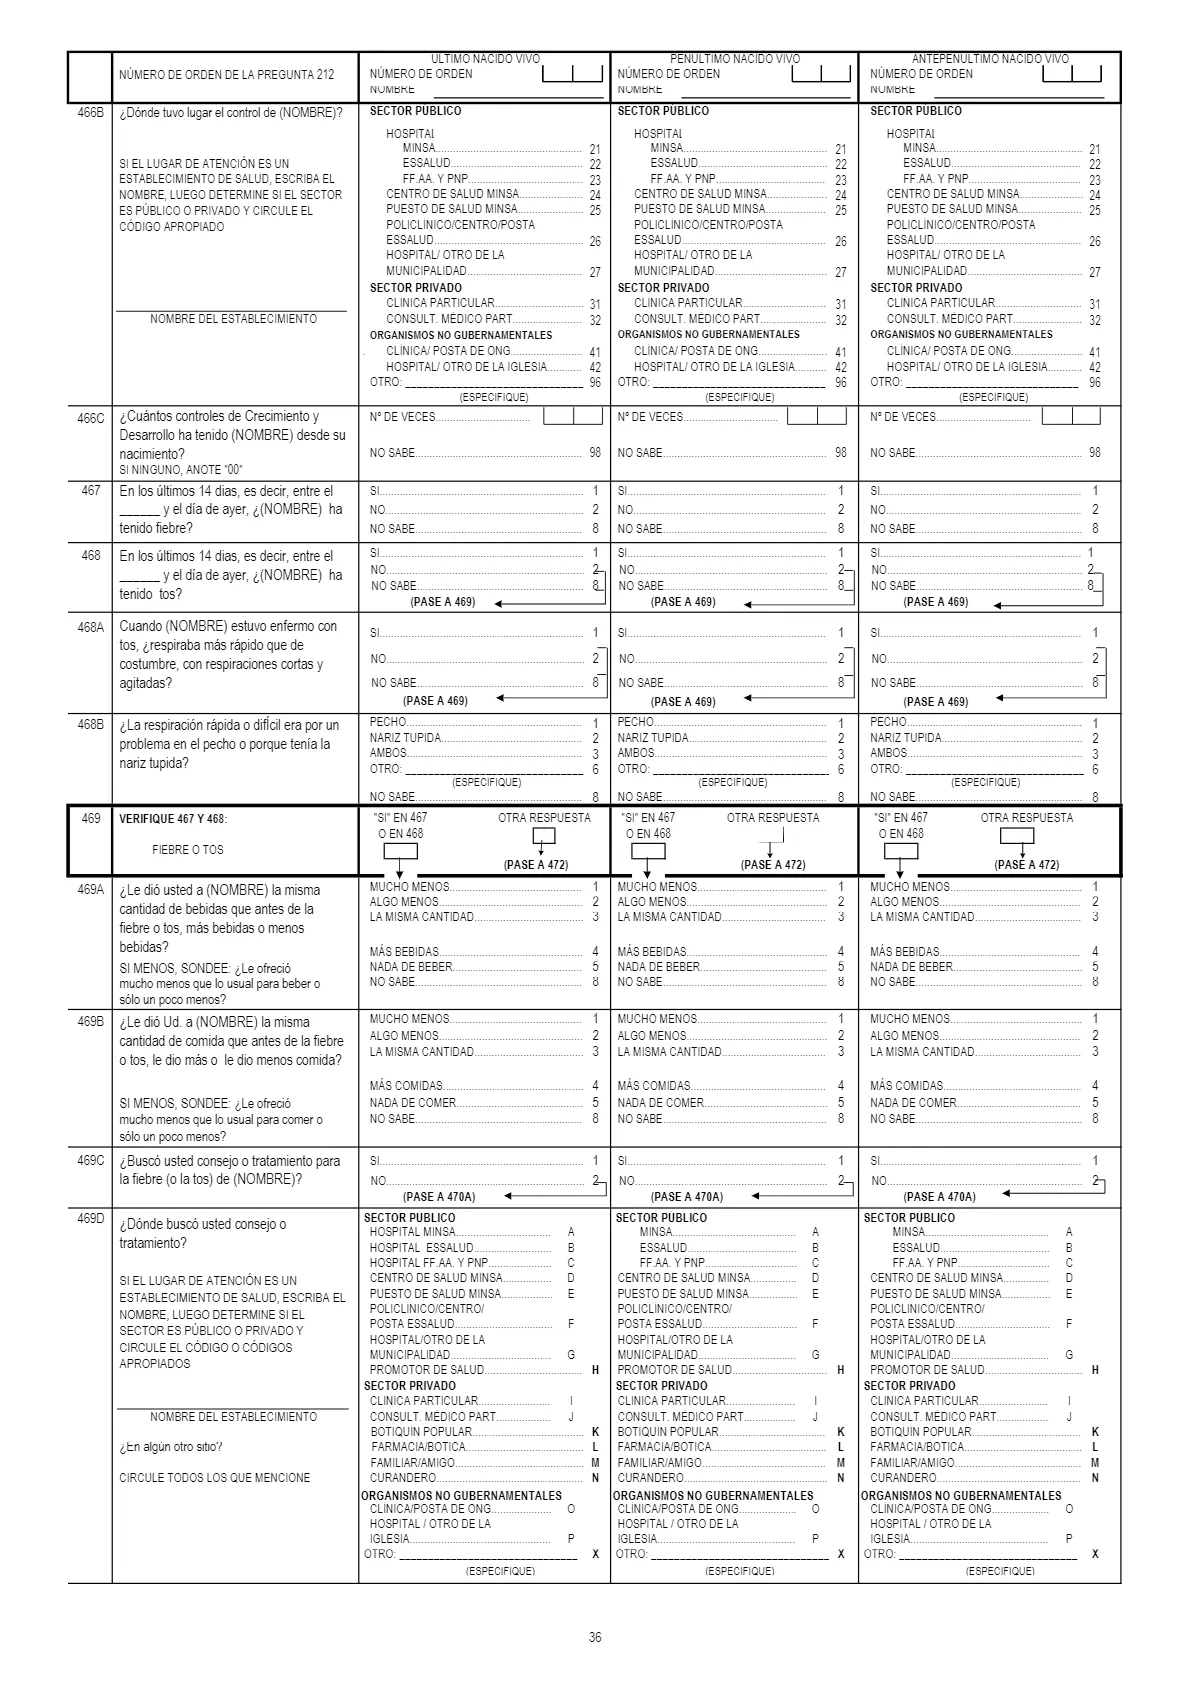 NÚMERO DE ORDEN DE LA PREGUNTA 212
ULTIMO NACIDO VIVO
NÚMERO DE ORDEN
NOMBRE
PENULTIMO NACIDO VIVO
NÚMERO DE ORDEN
NOMBRE
ANTEPENULTIMO NACIDO VIVO
NÚMERO DE ORDEN
NOMBRE
466B
¿Dónde tuvo lugar el control de (NOMBRE)?
SI EL LUGAR DE ATENCIÓN ES UN
ESTABLECIMIENTO DE SALUD, ESCRIBA EL
NOMBRE, LUEGO DETERMINE SI EL SECTOR
ES PÚBLICO O PRIVADO Y CIRCULE EL
CÓDIGO APROPIADO
NOMBRE DEL ESTABLECIMIENTO
SECTOR PUBLICO
HOSPITAL
MINSA 21
ESSALUD 22
FF.AA. Y PNP 23
CENTRO DE SALUD MINSA 24
PUESTO DE SALUD MINSA 25
POLICLÍNICO/CENTRO/POSTA
ESSALUD 26
HOSPITAL/ OTRO DE LA
MUNICIPALIDAD 27
SECTOR PRIVADO
CLINICA PARTICULAR 31
CONSULT. MÉDICO PART 32
ORGANISMOS NO GUBERNAMENTALES
CLÍNICA/ POSTA DE ONG 41
HOSPITAL/ OTRO DE LA IGLESIA 42
OTRO: 96
(ESPECIFIQUE)
SECTOR PUBLICO
HOSPITAL
MINSA 21
ESSALUD 22
FF.AA. Y PNP 23
CENTRO DE SALUD MINSA 24
PUESTO DE SALUD MINSA 25
POLICLÍNICO/CENTRO/POSTA
ESSALUD 26
HOSPITAL/ OTRO DE LA
MUNICIPALIDAD 27
SECTOR PRIVADO
CLINICA PARTICULAR 31
CONSULT. MÉDICO PART 32
ORGANISMOS NO GUBERNAMENTALES
CLÍNICA/ POSTA DE ONG 41
HOSPITAL/ OTRO DE LA IGLESIA 42
OTRO: 96
(ESPECIFIQUE)
SECTOR PUBLICO
HOSPITAL
MINSA 21
ESSALUD 22
FF.AA. Y PNP 23
CENTRO DE SALUD MINSA 24
PUESTO DE SALUD MINSA 25
POLICLÍNICO/CENTRO/POSTA
ESSALUD 26
HOSPITAL/ OTRO DE LA
MUNICIPALIDAD 27
SECTOR PRIVADO
CLINICA PARTICULAR 31
CONSULT. MÉDICO PART 32
ORGANISMOS NO GUBERNAMENTALES
CLÍNICA/ POSTA DE ONG 41
HOSPITAL/ OTRO DE LA IGLESIA 42
OTRO: 96
(ESPECIFIQUE)
466C
¿Cuántos controles de Crecimiento y
Desarrollo ha tenido (NOMBRE) desde su
nacimiento?
SI NINGUNO, ANOTE "00"
Nº DE VECES
NO SABE 98
Nº DE VECES
NO SABE 98
Nº DE VECES
NO SABE 98
467
En los últimos 14 dias, es decir, entre el
______ y el día de ayer, ¿(NOMBRE) ha
tenido fiebre?
SI 1
NO 2
NO SABE 8
SI 1
NO 2
NO SABE 8
SI 1
NO 2
NO SABE 8
468
En los últimos 14 dias, es decir, entre el
______ y el día de ayer, ¿(NOMBRE) ha
tenido tos?
SI 1
NO 2
NO SABE 8
(PASE A 469)
SI 1
NO 2
NO SABE 8
(PASE A 469)
SI 1
NO 2
NO SABE 8
(PASE A 469)
468A
Cuando (NOMBRE) estuvo enfermo con
tos, ¿respiraba más rápido que de
costumbre, con respiraciones cortas y
agitadas?
SI 1
NO 2
NO SABE 8
(PASE A 469)
SI 1
NO 2
NO SABE 8
(PASE A 469)
SI 1
NO 2
NO SABE 8
(PASE A 469)
468B
¿La respiración rápida o difÍcil era por un
problema en el pecho o porque tenía la
nariz tupida?
PECHO 1
NARIZ TUPIDA 2
AMBOS 3
OTRO: 6
(ESPECIFIQUE)
NO SABE 8
PECHO 1
NARIZ TUPIDA 2
AMBOS 3
OTRO: 6
(ESPECIFIQUE)
NO SABE 8
PECHO 1
NARIZ TUPIDA 2
AMBOS 3
OTRO: 6
(ESPECIFIQUE)
NO SABE 8
469
VERIFIQUE 467 Y 468:
FIEBRE O TOS
"SI" EN 467
O EN 468
OTRA RESPUESTA
(PASE A 472)
"SI" EN 467
O EN 468
OTRA RESPUESTA
(PASE A 472)
"SI" EN 467
O EN 468
OTRA RESPUESTA
(PASE A 472)
469A
¿Le dió usted a (NOMBRE) la misma
cantidad de bebidas que antes de la
fiebre o tos, más bebidas o menos
bebidas?
SI MENOS, SONDEE: ¿Le ofreció
mucho menos que lo usual para beber o
sólo un poco menos?
MUCHO MENOS 1
ALGO MENOS 2
LA MISMA CANTIDAD 3
MÁS BEBIDAS 4
NADA DE BEBER 5
NO SABE 8
MUCHO MENOS 1
ALGO MENOS 2
LA MISMA CANTIDAD 3
MÁS BEBIDAS 4
NADA DE BEBER 5
NO SABE 8
MUCHO MENOS 1
ALGO MENOS 2
LA MISMA CANTIDAD 3
MÁS BEBIDAS 4
NADA DE BEBER 5
NO SABE 8
469B
¿Le dió Ud. a (NOMBRE) la misma
cantidad de comida que antes de la fiebre
o tos, le dio más o le dio menos comida?
SI MENOS, SONDEE: ¿Le ofreció
mucho menos que lo usual para comer o
sólo un poco menos?
MUCHO MENOS 1
ALGO MENOS 2
LA MISMA CANTIDAD 3
MÁS COMIDAS 4
NADA DE COMER 5
NO SABE 8
MUCHO MENOS 1
ALGO MENOS 2
LA MISMA CANTIDAD 3
MÁS COMIDAS 4
NADA DE COMER 5
NO SABE 8
MUCHO MENOS 1
ALGO MENOS 2
LA MISMA CANTIDAD 3
MÁS COMIDAS 4
NADA DE COMER 5
NO SABE 8
469C
¿Buscó usted consejo o tratamiento para
la fiebre (o la tos) de (NOMBRE)?
SI 1
NO 2
(PASE A 470A)
SI 1
NO 2
(PASE A 470A)
SI 1
NO 2
(PASE A 470A)
469D
¿Dónde buscó usted consejo o
tratamiento?
SI EL LUGAR DE ATENCIÓN ES UN
ESTABLECIMIENTO DE SALUD, ESCRIBA EL
NOMBRE, LUEGO DETERMINE SI EL
SECTOR ES PÚBLICO O PRIVADO Y
CIRCULE EL CÓDIGO O CÓDIGOS
APROPIADOS
NOMBRE DEL ESTABLECIMIENTO
¿En algún otro sitio?
CIRCULE TODOS LOS QUE MENCIONE
SECTOR PUBLICO
HOSPITAL MINSA A
HOSPITAL ESSALUD B
HOSPITAL FF.AA. Y PNP C
CENTRO DE SALUD MINSA D
PUESTO DE SALUD MINSA E
POLICLÍNICO/CENTRO/
POSTA ESSALUD F
HOSPITAL/OTRO DE LA
MUNICIPALIDAD G
PROMOTOR DE SALUD H
SECTOR PRIVADO
CLINICA PARTICULAR I
CONSULT. MÉDICO PART J
BOTIQUIN POPULAR K
FARMACIA/BOTICA L
FAMILIAR/AMIGO M
CURANDERO N
ORGANISMOS NO GUBERNAMENTALES
CLINICA/POSTA DE ONG O
HOSPITAL / OTRO DE LA
IGLESIA P
OTRO: X
(ESPECIFIQUE)
SECTOR PUBLICO
MINSA A
ESSALUD B
FF.AA. Y PNP C
CENTRO DE SALUD MINSA D
PUESTO DE SALUD MINSA E
POLICLÍNICO/CENTRO/
POSTA ESSALUD F
HOSPITAL/OTRO DE LA
MUNICIPALIDAD G
PROMOTOR DE SALUD H
SECTOR PRIVADO
CLINICA PARTICULAR I
CONSULT. MÉDICO PART J
BOTIQUIN POPULAR K
FARMACIA/BOTICA L
FAMILIAR/AMIGO M
CURANDERO N
ORGANISMOS NO GUBERNAMENTALES
CLINICA/POSTA DE ONG O
HOSPITAL / OTRO DE LA
IGLESIA P
OTRO: X
(ESPECIFIQUE)
SECTOR PUBLICO
MINSA A
ESSALUD B
FF.AA. Y PNP C
CENTRO DE SALUD MINSA D
PUESTO DE SALUD MINSA E
POLICLÍNICO/CENTRO/
POSTA ESSALUD F
HOSPITAL/OTRO DE LA
MUNICIPALIDAD G
PROMOTOR DE SALUD H
SECTOR PRIVADO
CLINICA PARTICULAR I
CONSULT. MÉDICO PART J
BOTIQUIN POPULAR K
FARMACIA/BOTICA L
FAMILIAR/AMIGO M
CURANDERO N
ORGANISMOS NO GUBERNAMENTALES
CLINICA/POSTA DE ONG O
HOSPITAL / OTRO DE LA
IGLESIA P
OTRO: X
(ESPECIFIQUE)
36